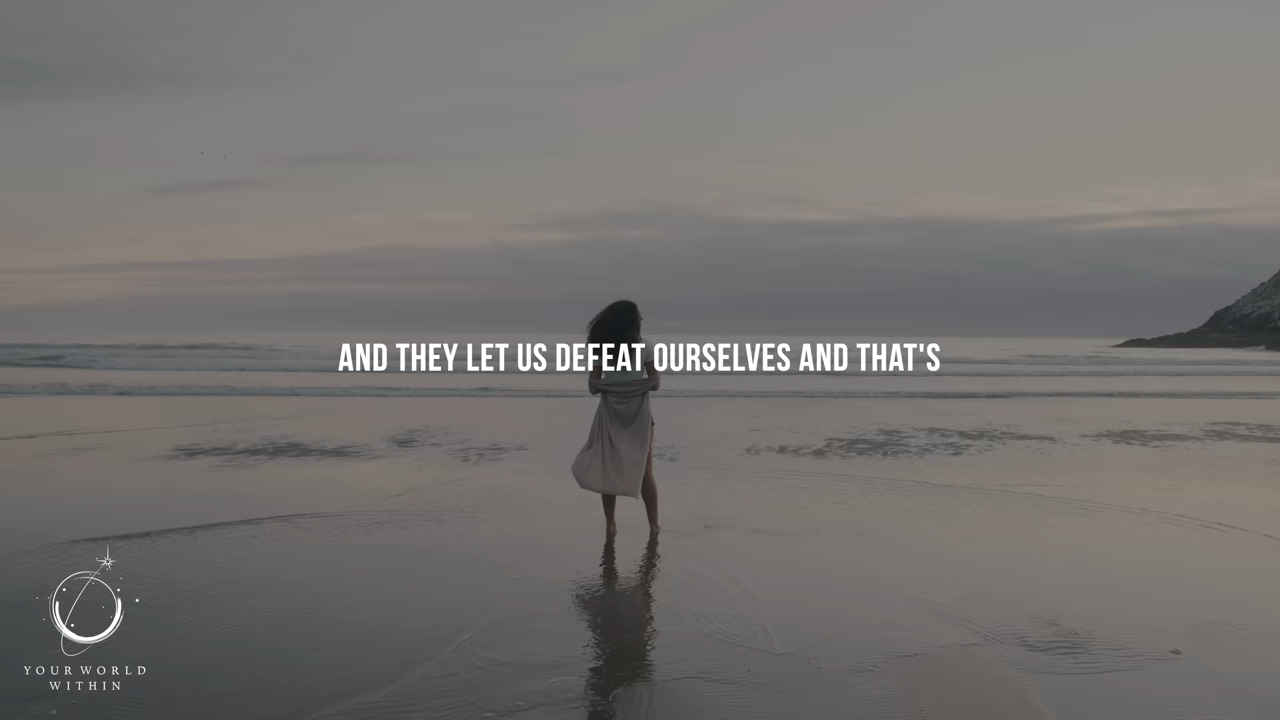 AND THEY LET US DEFEAT OURSELVES AND THAT'S
YOUR WORLD
WITHIN